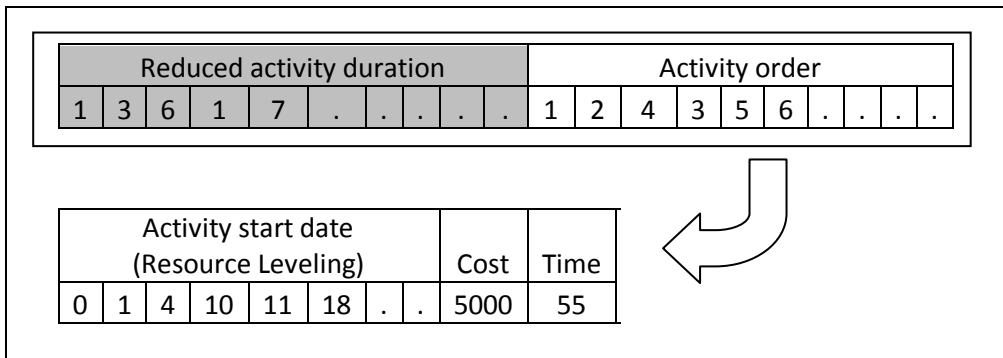 Reduced activity duration Activity order
1 3 6 1 7 . . . . . 1 2 4 3 5 6 . . . .
Activity start date
(Resource Leveling) Cost Time
0 1 4 10 11 18 . . 5000 55